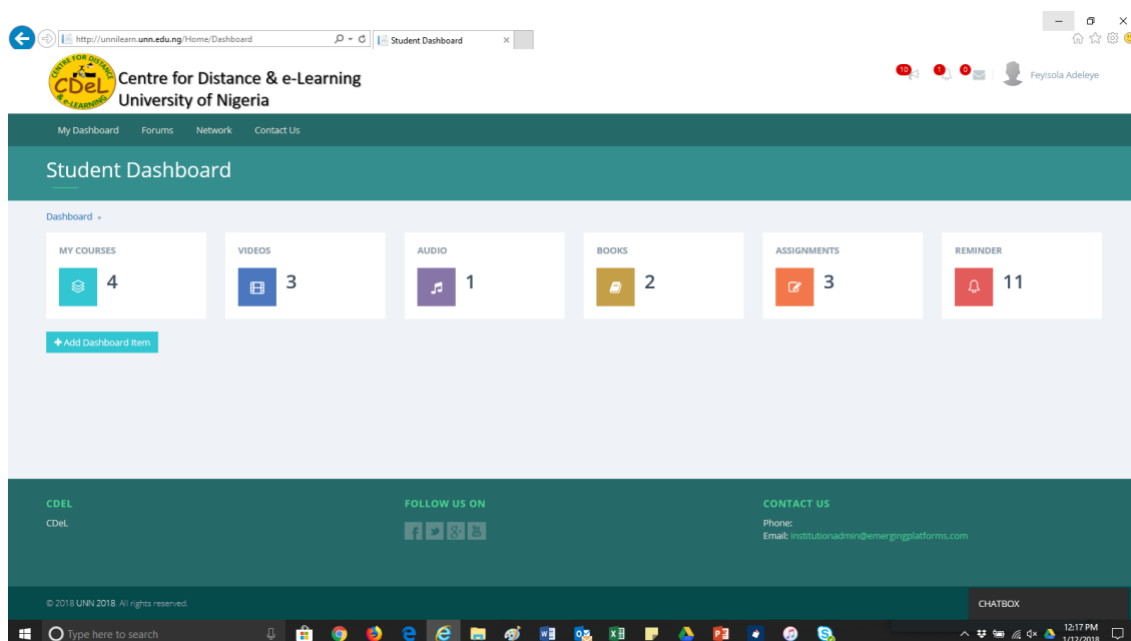 http://unnilearn.unn.edu.ng/Home/Dashboard
Student Dashboard
CENTRE FOR DISTANCE
CDeL
& e-LEARNING
Centre for Distance & e-Learning
University of Nigeria
10
1
0
Feyisola Adeleye
My Dashboard Forums Network Contact Us
Student Dashboard
Dashboard
MY COURSES
4
VIDEOS
3
AUDIO
1
BOOKS
2
ASSIGNMENTS
3
REMINDER
11
+ Add Dashboard Item
CDEL
CDeL
FOLLOW US ON
CONTACT US
Phone:
Email: institutionadmin@emergingplatforms.com
© 2018 UNN 2018. All rights reserved.
CHATBOX
Type here to search
12:17 PM
1/12/2018